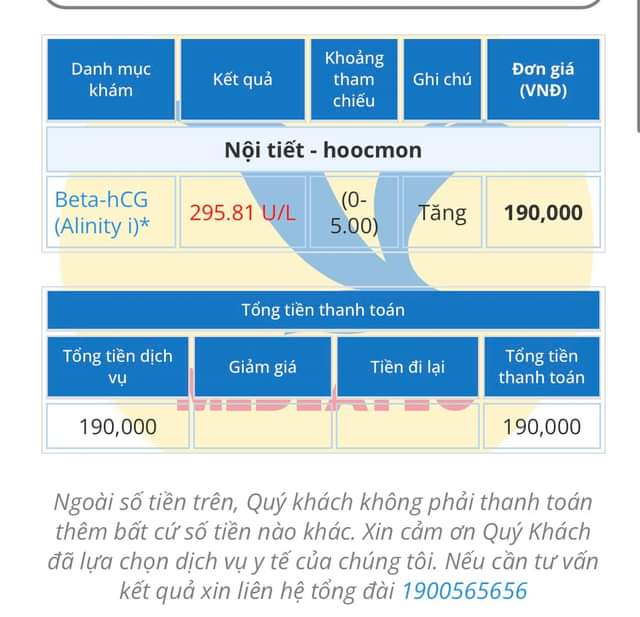 Danh mục
khám
Kết quả
Khoảng
tham
chiếu
Ghi chú
Đơn giá
(VNĐ)
Nội tiết - hoocmon
Beta-hCG
(Alinity i)*
295.81 U/L
(0-
5.00)
Tăng
190,000
Tổng tiền thanh toán
Tổng tiền dịch
vụ
Giảm giá
Tiền đi lại
Tổng tiền
thanh toán
190,000
190,000
Ngoài số tiền trên, Quý khách không phải thanh toán
thêm bất cứ số tiền nào khác. Xin cảm ơn Quý Khách
đã lựa chọn dịch vụ y tế của chúng tôi. Nếu cần tư vấn
kết quả xin liên hệ tổng đài 1900565656